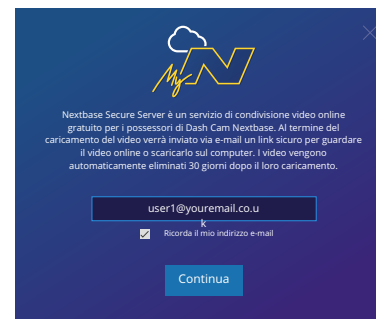 My N
Nextbase Secure Server è un servizio di condivisione video online
gratuito per i possessori di Dash Cam Nextbase. Al termine del
caricamento del video verrà inviato via e-mail un link sicuro per guardare
il video online o scaricarlo sul computer. I video vengono
automaticamente eliminati 30 giorni dopo il loro caricamento.
user1@youremail.co.u
k
Ricorda il mio indirizzo e-mail
Continua